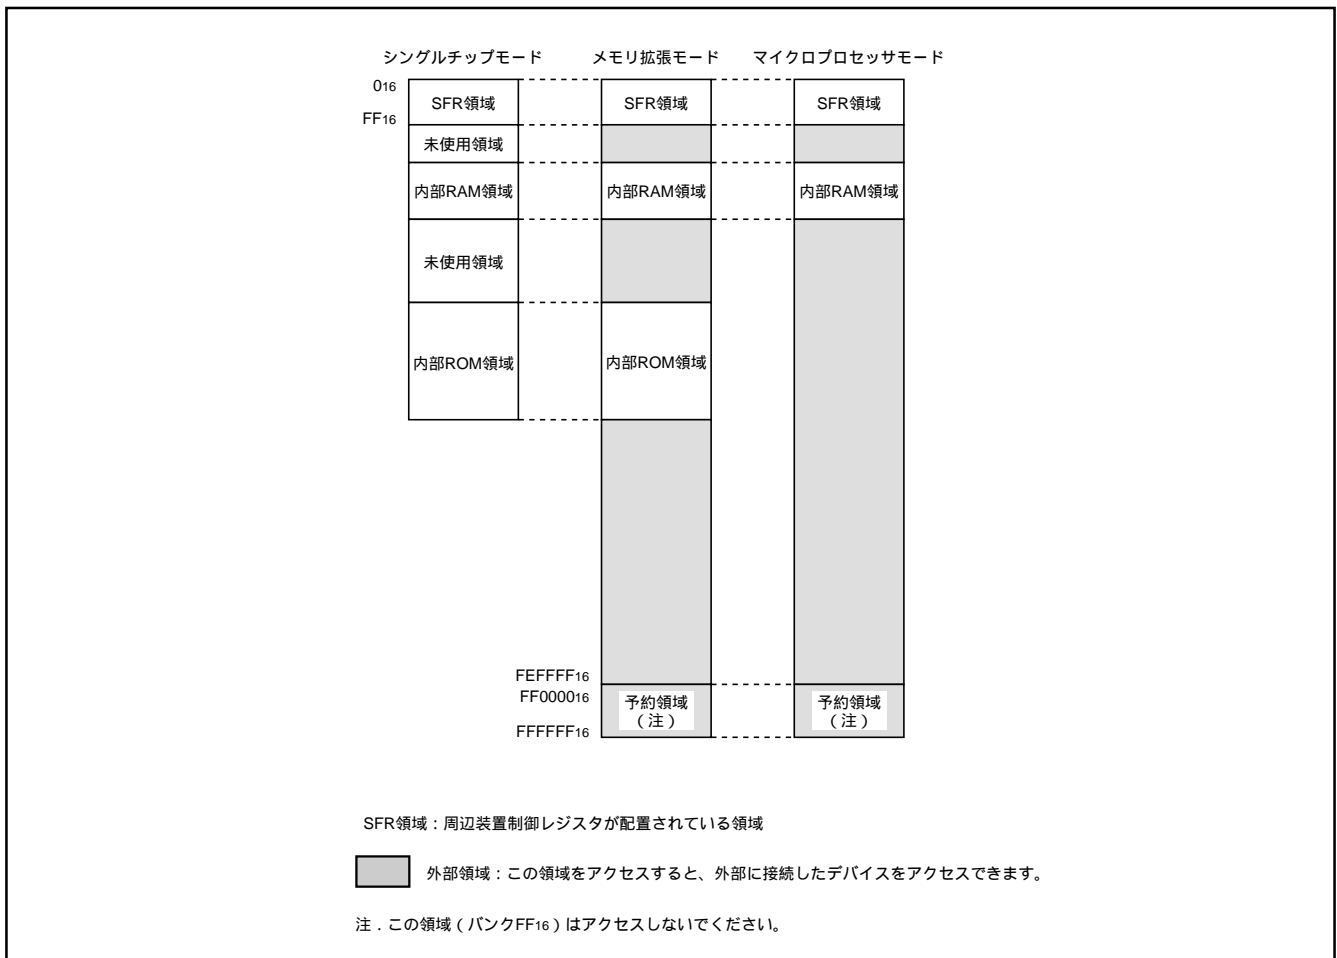 シングルチップモード メモリ拡張モード マイクロプロセッサモード
016
SFR領域 SFR領域 SFR領域
FF16
未使用領域
内部RAM領域 内部RAM領域 内部RAM領域
未使用領域
内部ROM領域 内部ROM領域
FEFFFF16
FF000016
予約領域 予約領域
（注） （注）
FFFFFF16
SFR領域：周辺装置制御レジスタが配置されている領域
外部領域：この領域をアクセスすると、外部に接続したデバイスをアクセスできます。
注．この領域（バンクFF16）はアクセスしないでください。